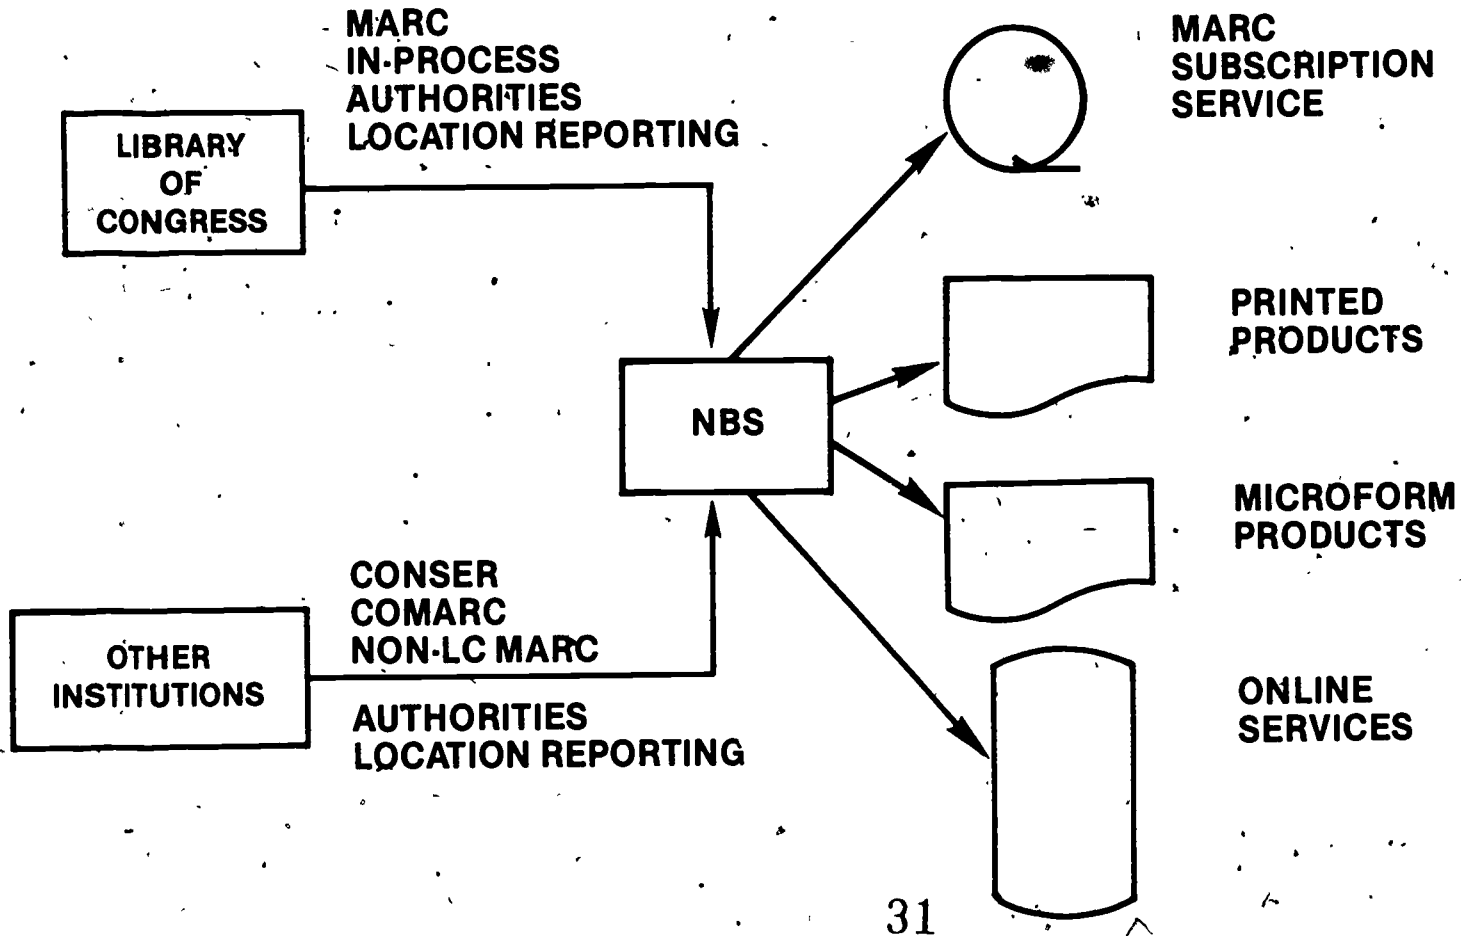 MARC
IN-PROCESS
AUTHORITIES
LOCATION REPORTING
LIBRARY
OF
CONGRESS
MARC
SUBSCRIPTION
SERVICE
PRINTED
PRODUCTS
NBS
MICROFORM
PRODUCTS
CONSER
COMARC
NON-LC MARC
OTHER
INSTITUTIONS
AUTHORITIES
LOCATION REPORTING
ONLINE
SERVICES
31